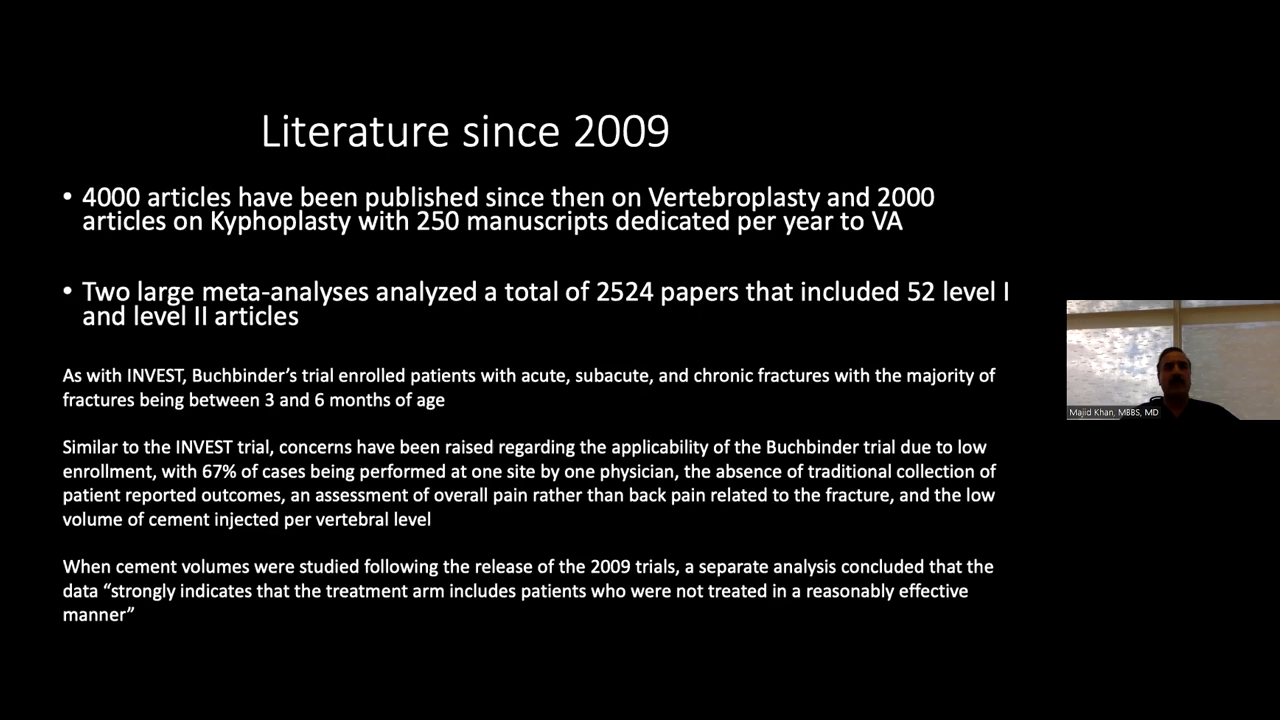 Literature since 2009
• 4000 articles have been published since then on Vertebroplasty and 2000
articles on Kyphoplasty with 250 manuscripts dedicated per year to VA
• Two large meta-analyses analyzed a total of 2524 papers that included 52 level I
and level II articles
As with INVEST, Buchbinder’s trial enrolled patients with acute, subacute, and chronic fractures with the majority of
fractures being between 3 and 6 months of age
Similar to the INVEST trial, concerns have been raised regarding the applicability of the Buchbinder trial due to low
enrollment, with 67% of cases being performed at one site by one physician, the absence of traditional collection of
patient reported outcomes, an assessment of overall pain rather than back pain related to the fracture, and the low
volume of cement injected per vertebral level
When cement volumes were studied following the release of the 2009 trials, a separate analysis concluded that the
data “strongly indicates that the treatment arm includes patients who were not treated in a reasonably effective
manner”
Majid Khan, MBBS, MD